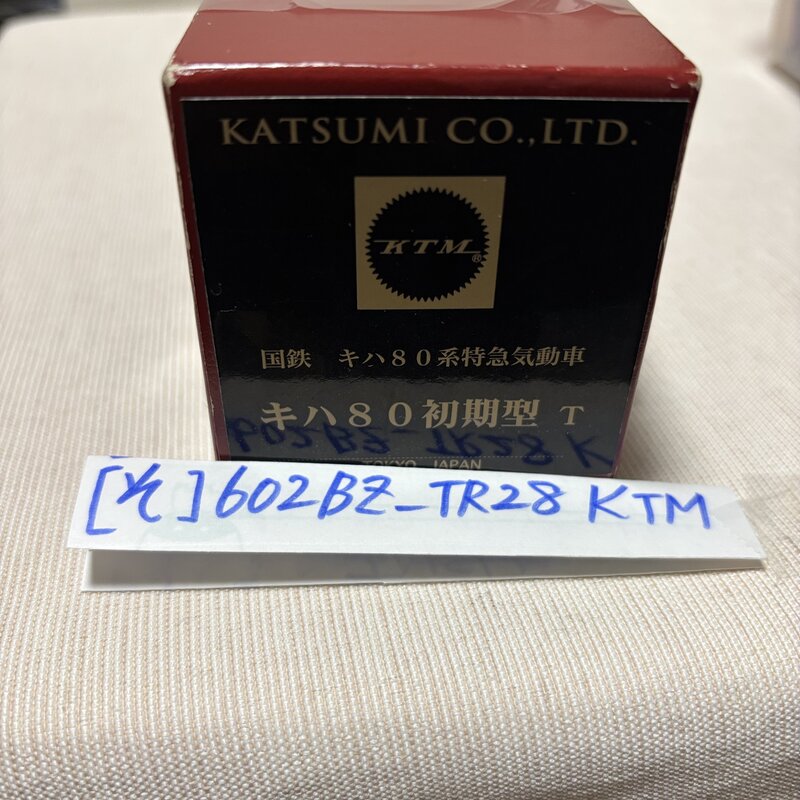 KATSUMI CO.,LTD.
KTM®
国鉄 キハ80系特急気動車
キハ80初期型 T
TOKYO JAPAN
[そ]602BZ-TR28 KTM